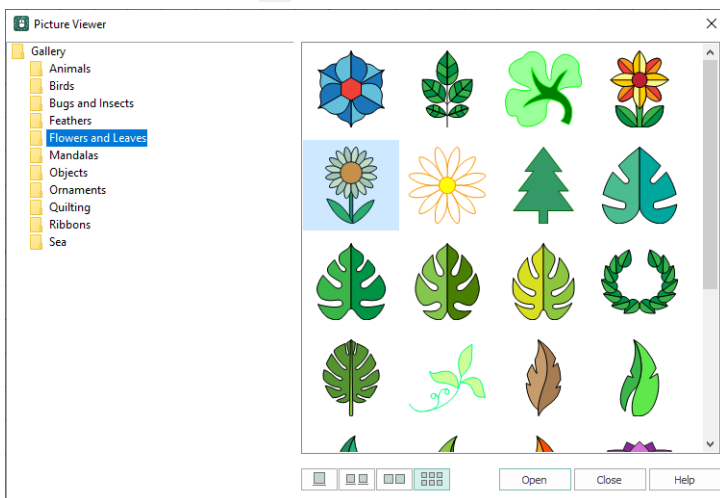 Picture Viewer
Gallery
Animals
Birds
Bugs and Insects
Feathers
Flowers and Leaves
Mandalas
Objects
Ornaments
Quilting
Ribbons
Sea
Open Close Help